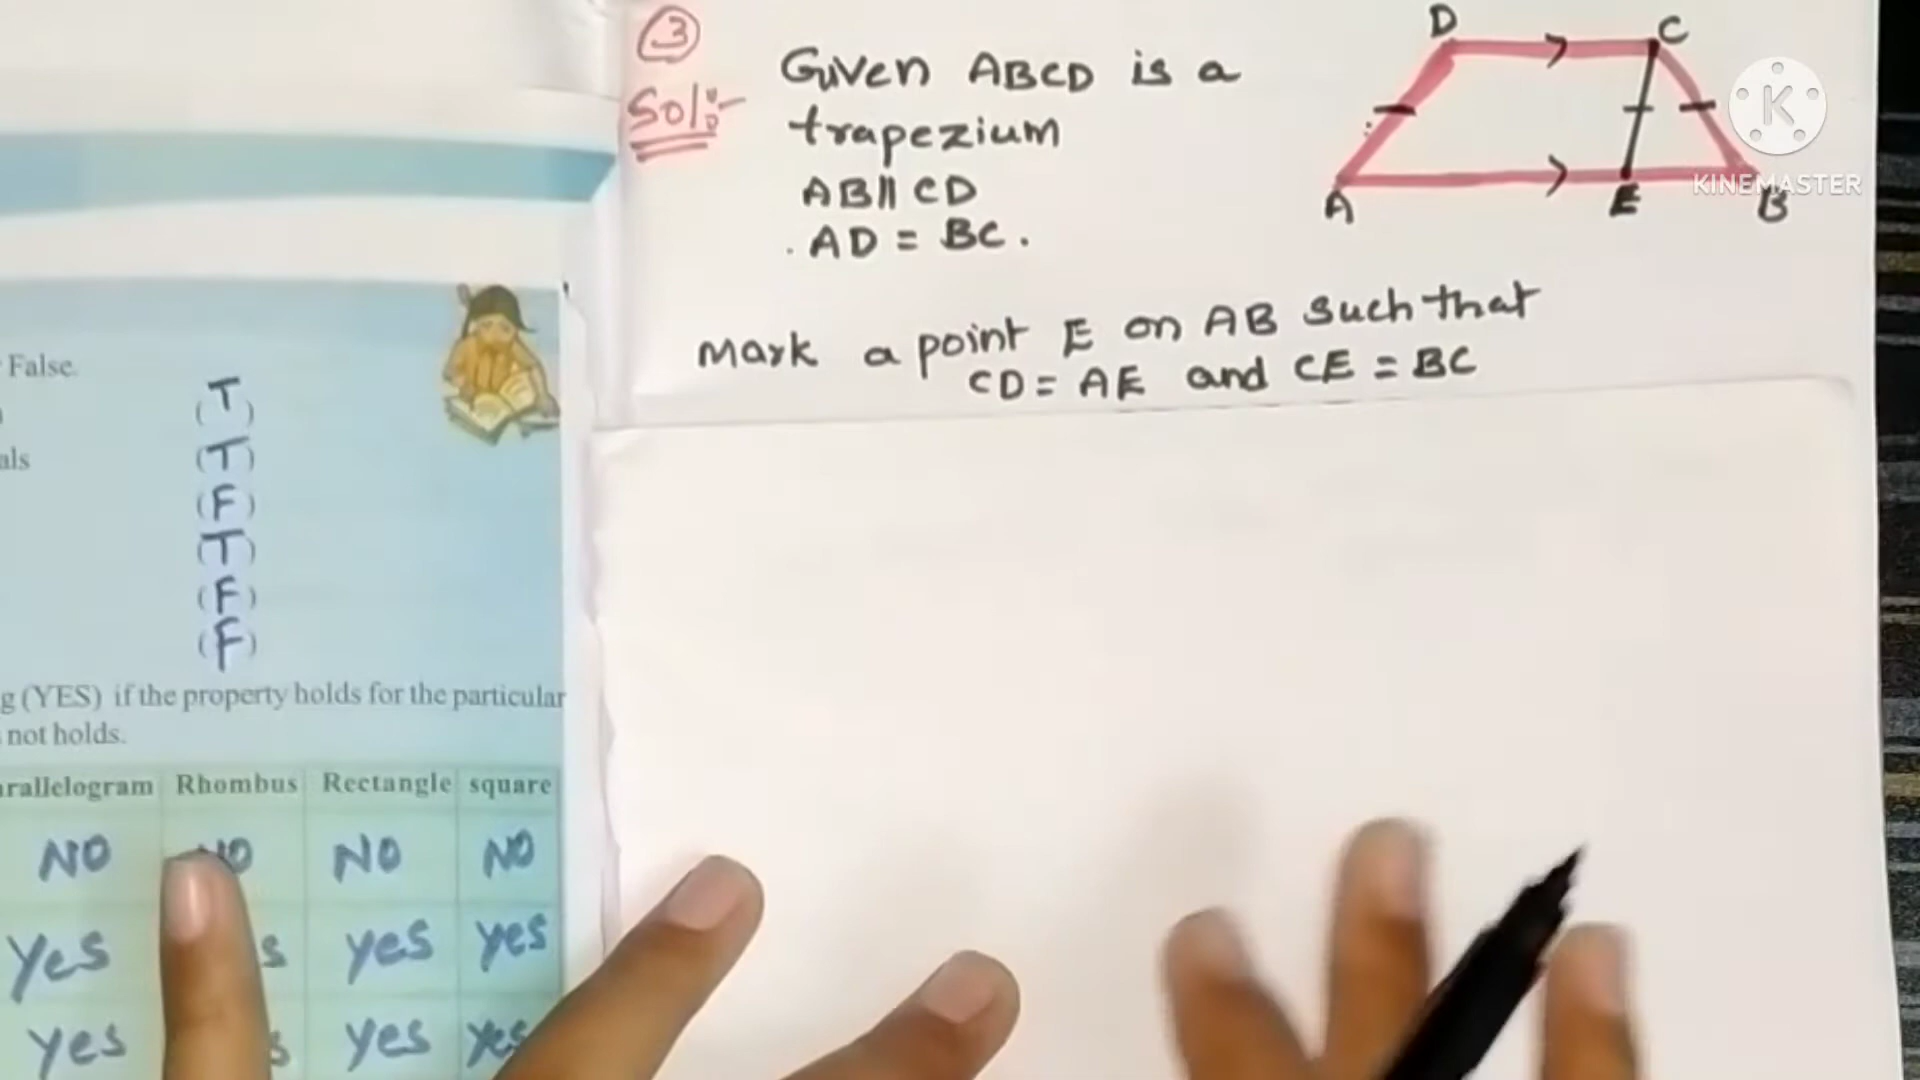 3
Sol:-
Given ABCD is a
trapezium
AB || CD
AD = BC.
Mark a point E on AB such that
CD = AE and CE = BC
D
C
A
E
B
K
KINEMASTER
False.
als
(T)
(T)
(F)
(T)
(F)
(F)
g (YES) if the property holds for the particular
not holds.
rallelogram Rhombus Rectangle square
NO NO NO NO
Yes s yes yes
yes s yes yes